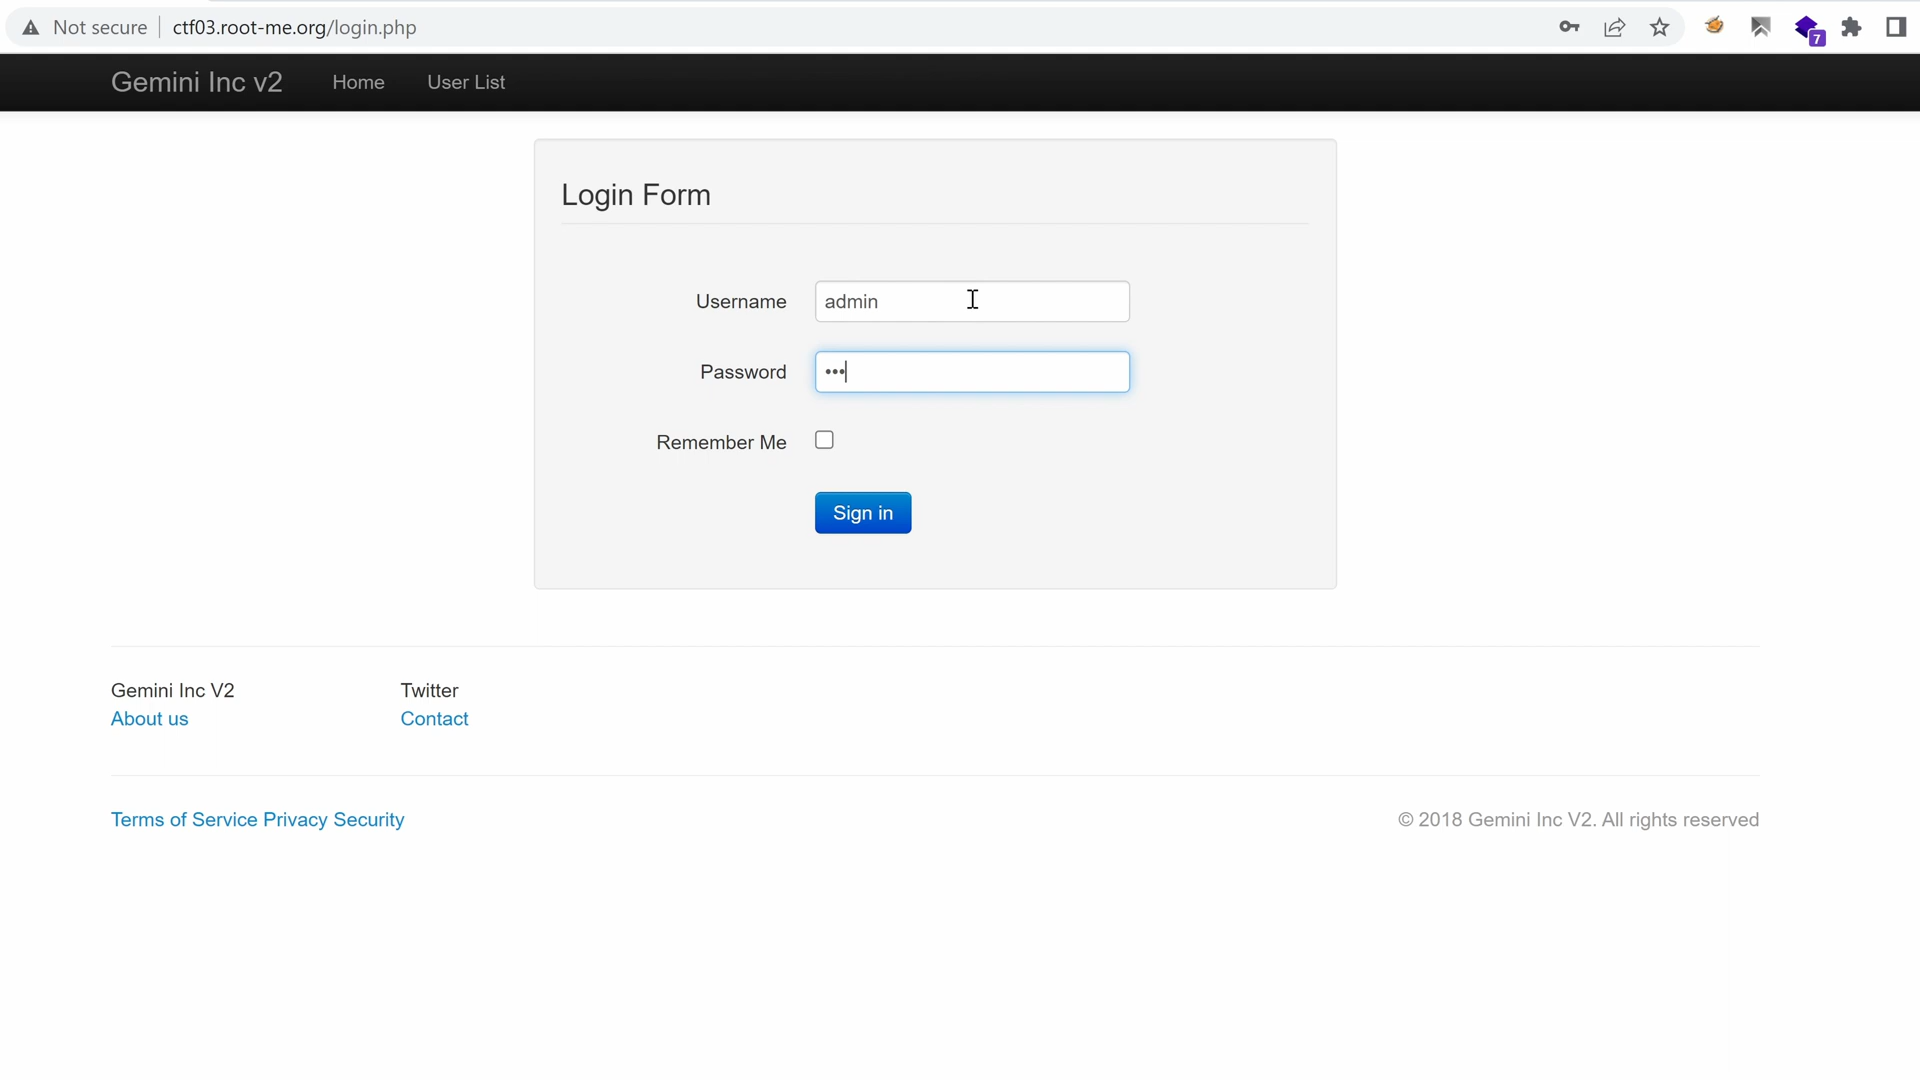 Not secure ctf03.root-me.org/login.php
7
Gemini Inc v2 Home User List
Login Form
Username admin
Password •••
Remember Me
Sign in
Gemini Inc V2 Twitter
About us Contact
Terms of Service Privacy Security © 2018 Gemini Inc V2. All rights reserved